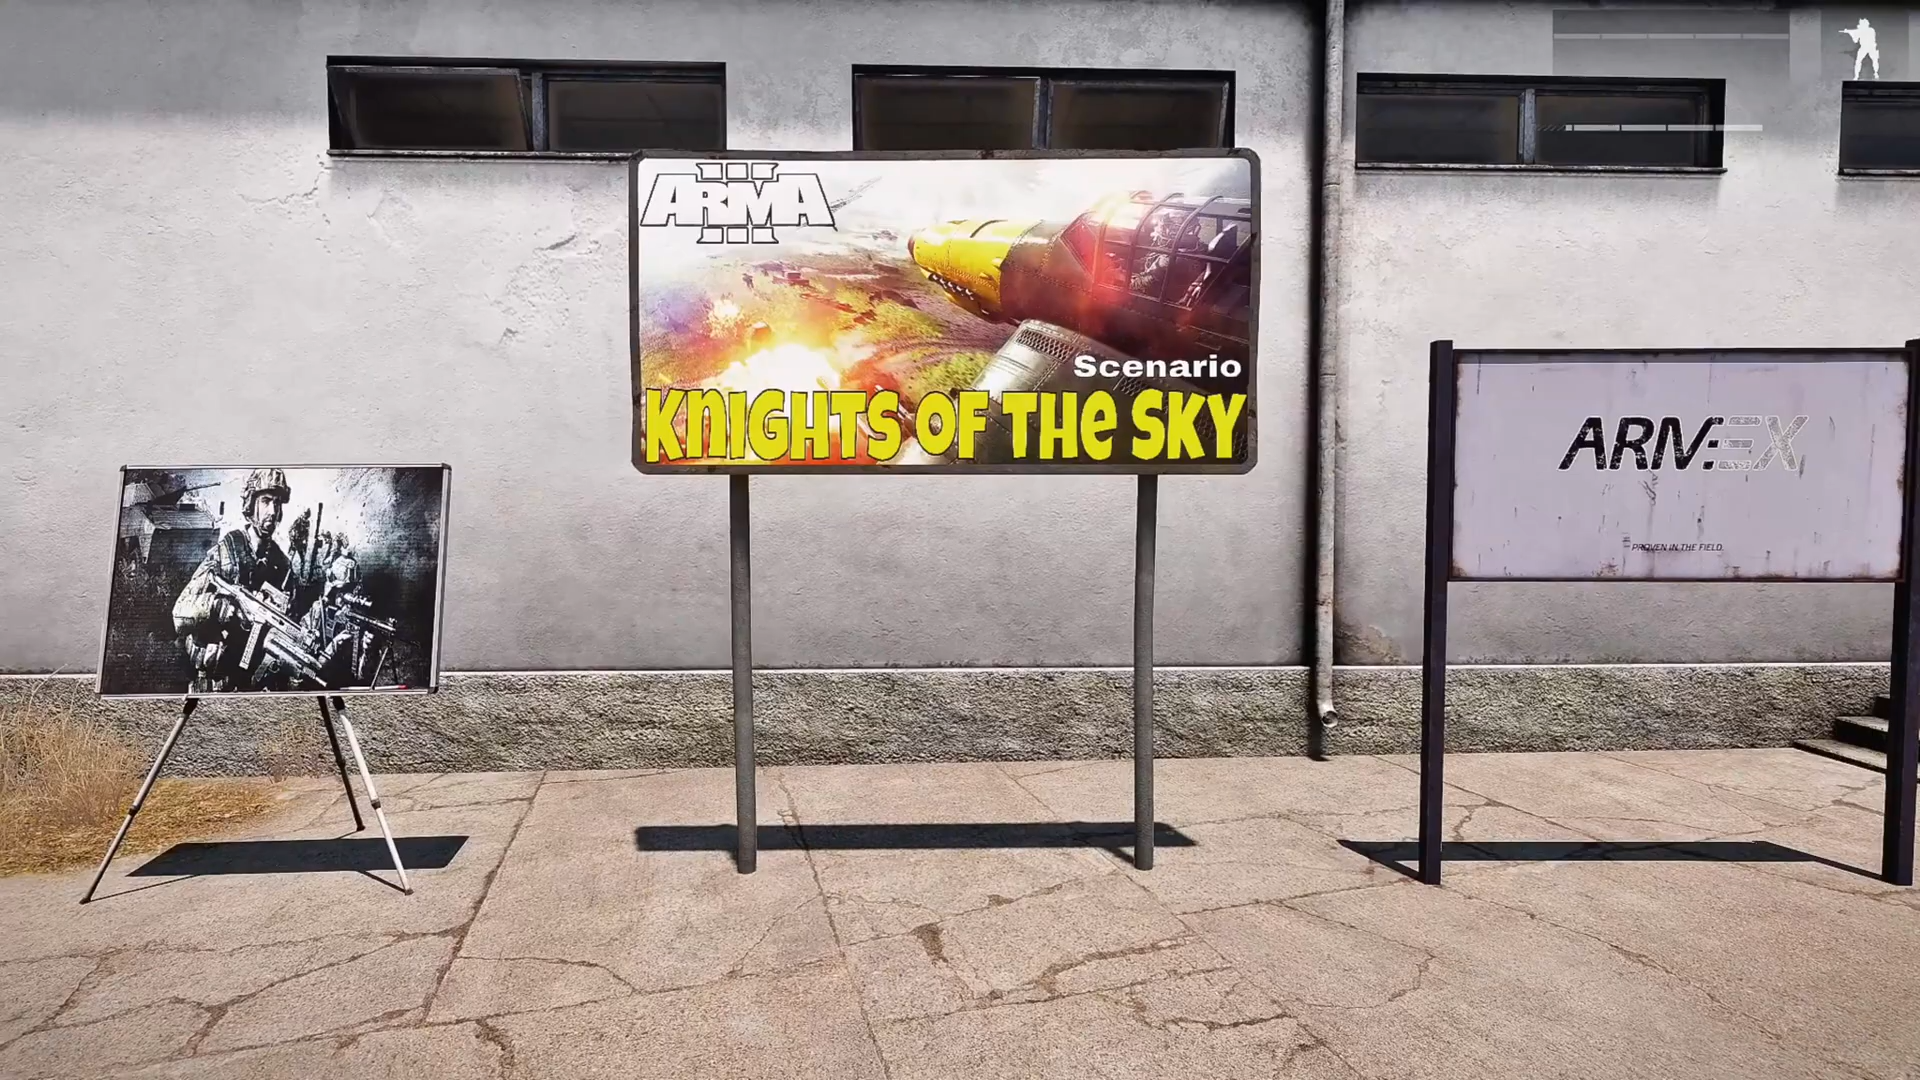 ARMA
III
Scenario
KNIGHTS OF THE SKY
ARMEX
PROVEN IN THE FIELD.